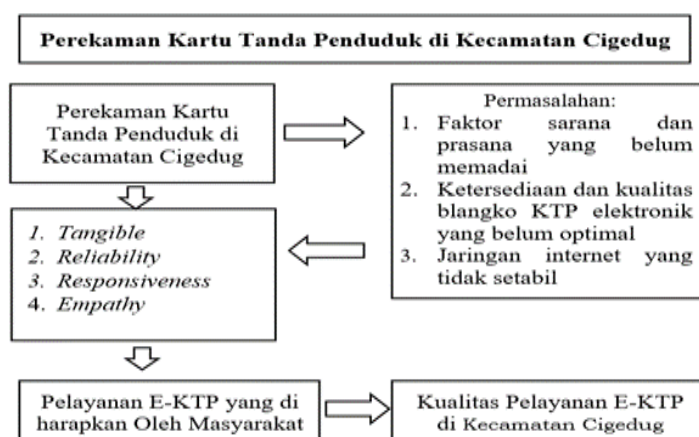 Perekaman Kartu Tanda Penduduk di Kecamatan Cigedug
Perekaman Kartu
Tanda Penduduk di
Kecamatan Cigedug
Permasalahan:
1. Faktor sarana dan
prasana yang belum
memadai
2. Ketersediaan dan kualitas
blangko KTP elektronik
yang belum optimal
3. Jaringan internet yang
tidak setabil
1. Tangible
2. Reliability
3. Responsiveness
4. Empathy
Pelayanan E-KTP yang di
harapkan Oleh Masyarakat
Kualitas Pelayanan E-KTP
di Kecamatan Cigedug